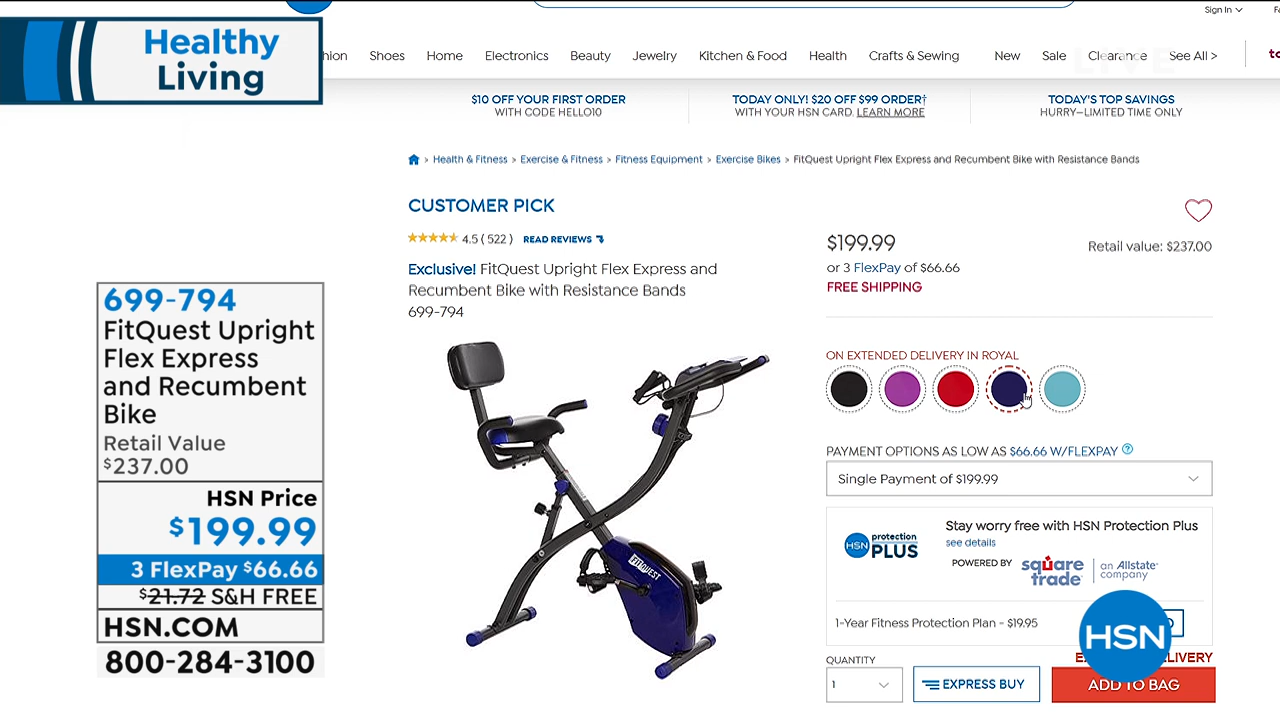 Healthy
Living
Sign In
hion Shoes Home Electronics Beauty Jewelry Kitchen & Food Health Crafts & Sewing New Sale Clearance See All >
LIVE
$10 OFF YOUR FIRST ORDER
WITH CODE HELLO10
TODAY ONLY! $20 OFF $99 ORDER†
WITH YOUR HSN CARD. LEARN MORE
TODAY'S TOP SAVINGS
HURRY—LIMITED TIME ONLY
> Health & Fitness > Exercise & Fitness > Fitness Equipment > Exercise Bikes > FitQuest Upright Flex Express and Recumbent Bike with Resistance Bands
CUSTOMER PICK
4.5 ( 522 ) READ REVIEWS
Exclusive! FitQuest Upright Flex Express and
Recumbent Bike with Resistance Bands
699-794
FITQUEST
$199.99
Retail value: $237.00
or 3 FlexPay of $66.66
FREE SHIPPING
ON EXTENDED DELIVERY IN ROYAL
PAYMENT OPTIONS AS LOW AS $66.66 W/FLEXPAY ?
Single Payment of $199.99
HSN protection PLUS
Stay worry free with HSN Protection Plus
see details
POWERED BY square trade an Allstate company
1-Year Fitness Protection Plan - $19.95
QUANTITY
1
EXPRESS BUY
ADD TO BAG
HSN
699-794
FitQuest Upright
Flex Express
and Recumbent
Bike
Retail Value
$237.00
HSN Price
$199.99
3 FlexPay $66.66
$21.72 S&H FREE
HSN.COM
800-284-3100